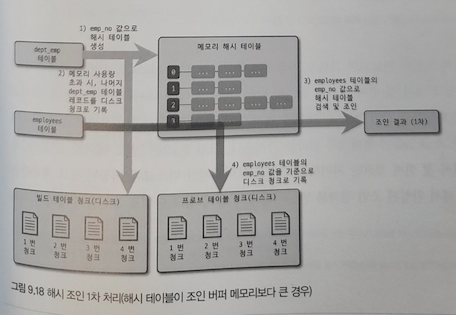 dept_emp
테이블
1) emp_no 값으로
해시 테이블
생성
2) 메모리 사용량
초과 시, 나머지
dept_emp 테이블
레코드를 디스크
청크로 기록
employees
테이블
메모리 해시 테이블
0
...
...
...
1
...
2
...
...
...
...
3
...
3) employees 테이블의
emp_no 값으로
해시 테이블
검색 및 조인
조인 결과 (1차)
4) employees 테이블의
emp_no 값을 기준으로
디스크 청크로 기록
빌드 테이블 청크(디스크)
1 번
청크
2 번
청크
3 번
청크
4 번
청크
프로브 테이블 청크(디스크)
1 번
청크
2 번
청크
3 번
청크
4 번
청크
그림 9.18 해시 조인 1차 처리(해시 테이블이 조인 버퍼 메모리보다 큰 경우)